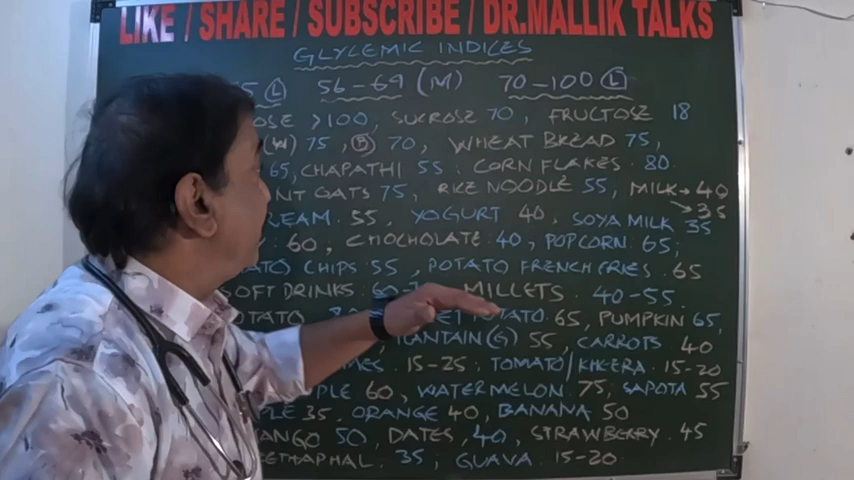 LIKE / SHARE / SUBSCRIBE / DR.MALLIK TALKS
GLYCEMIC INDICES
(L) 56-69 (M) 70-100 (L)
>100, SUCROSE 70, FRUCTOSE 18
(W) 75, (B) 70, WHEAT BREAD 75,
65, CHAPATHI 55 CORN FLAKES 80
OATS 75, RICE NOODLE 55, MILK → 40
→ 35
55 YOGURT 40, SOYA MILK 35
60, CHOCHOLATE 40, POPCORN 65;
CHIPS 55, POTATO FRENCH FRIES 65
SOFT DRINKS MILLETS 40-55
65, PUMPKIN 65,
(G) 55, CARROTS 40
15-25 TOMATO/KHEERA 15-20
60, WATERMELON 75, SAPOTA 55
35 ORANGE 40, BANANA 50
50, DATES, 40, STRAWBERRY 45
35; GUAVA 15-20